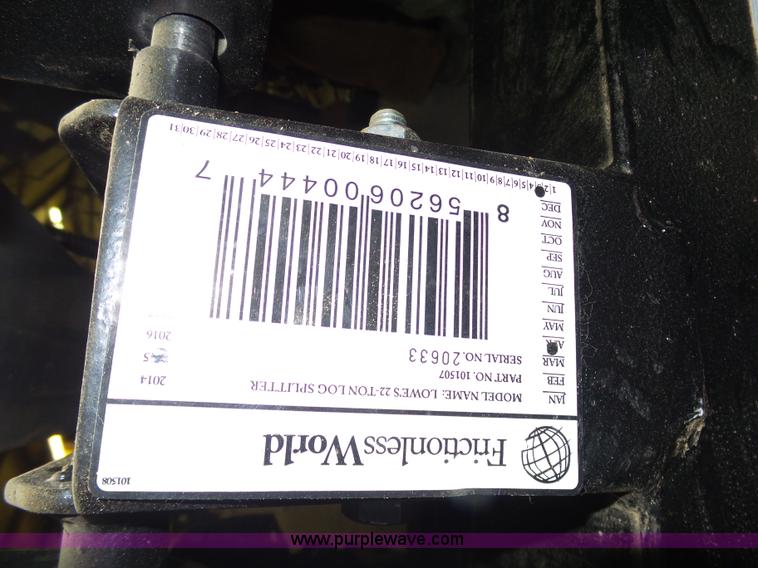 101508
Frictionless World
MODEL NAME: LOWE'S 22-TON LOG SPLITTER
PART NO. 101507
SERIAL NO. 20633
2014
2016
JAN
FEB
MAR
MAY
JUN
JUL
AUG
SEP
OCT
NOV
DEC
8 56206 00444 7
1 2 4 5 6 7 8 9 10 11 12 13 14 15 16 17 18 19 20 21 22 23 24 25 26 27 28 29 30 31
www.purplewave.com